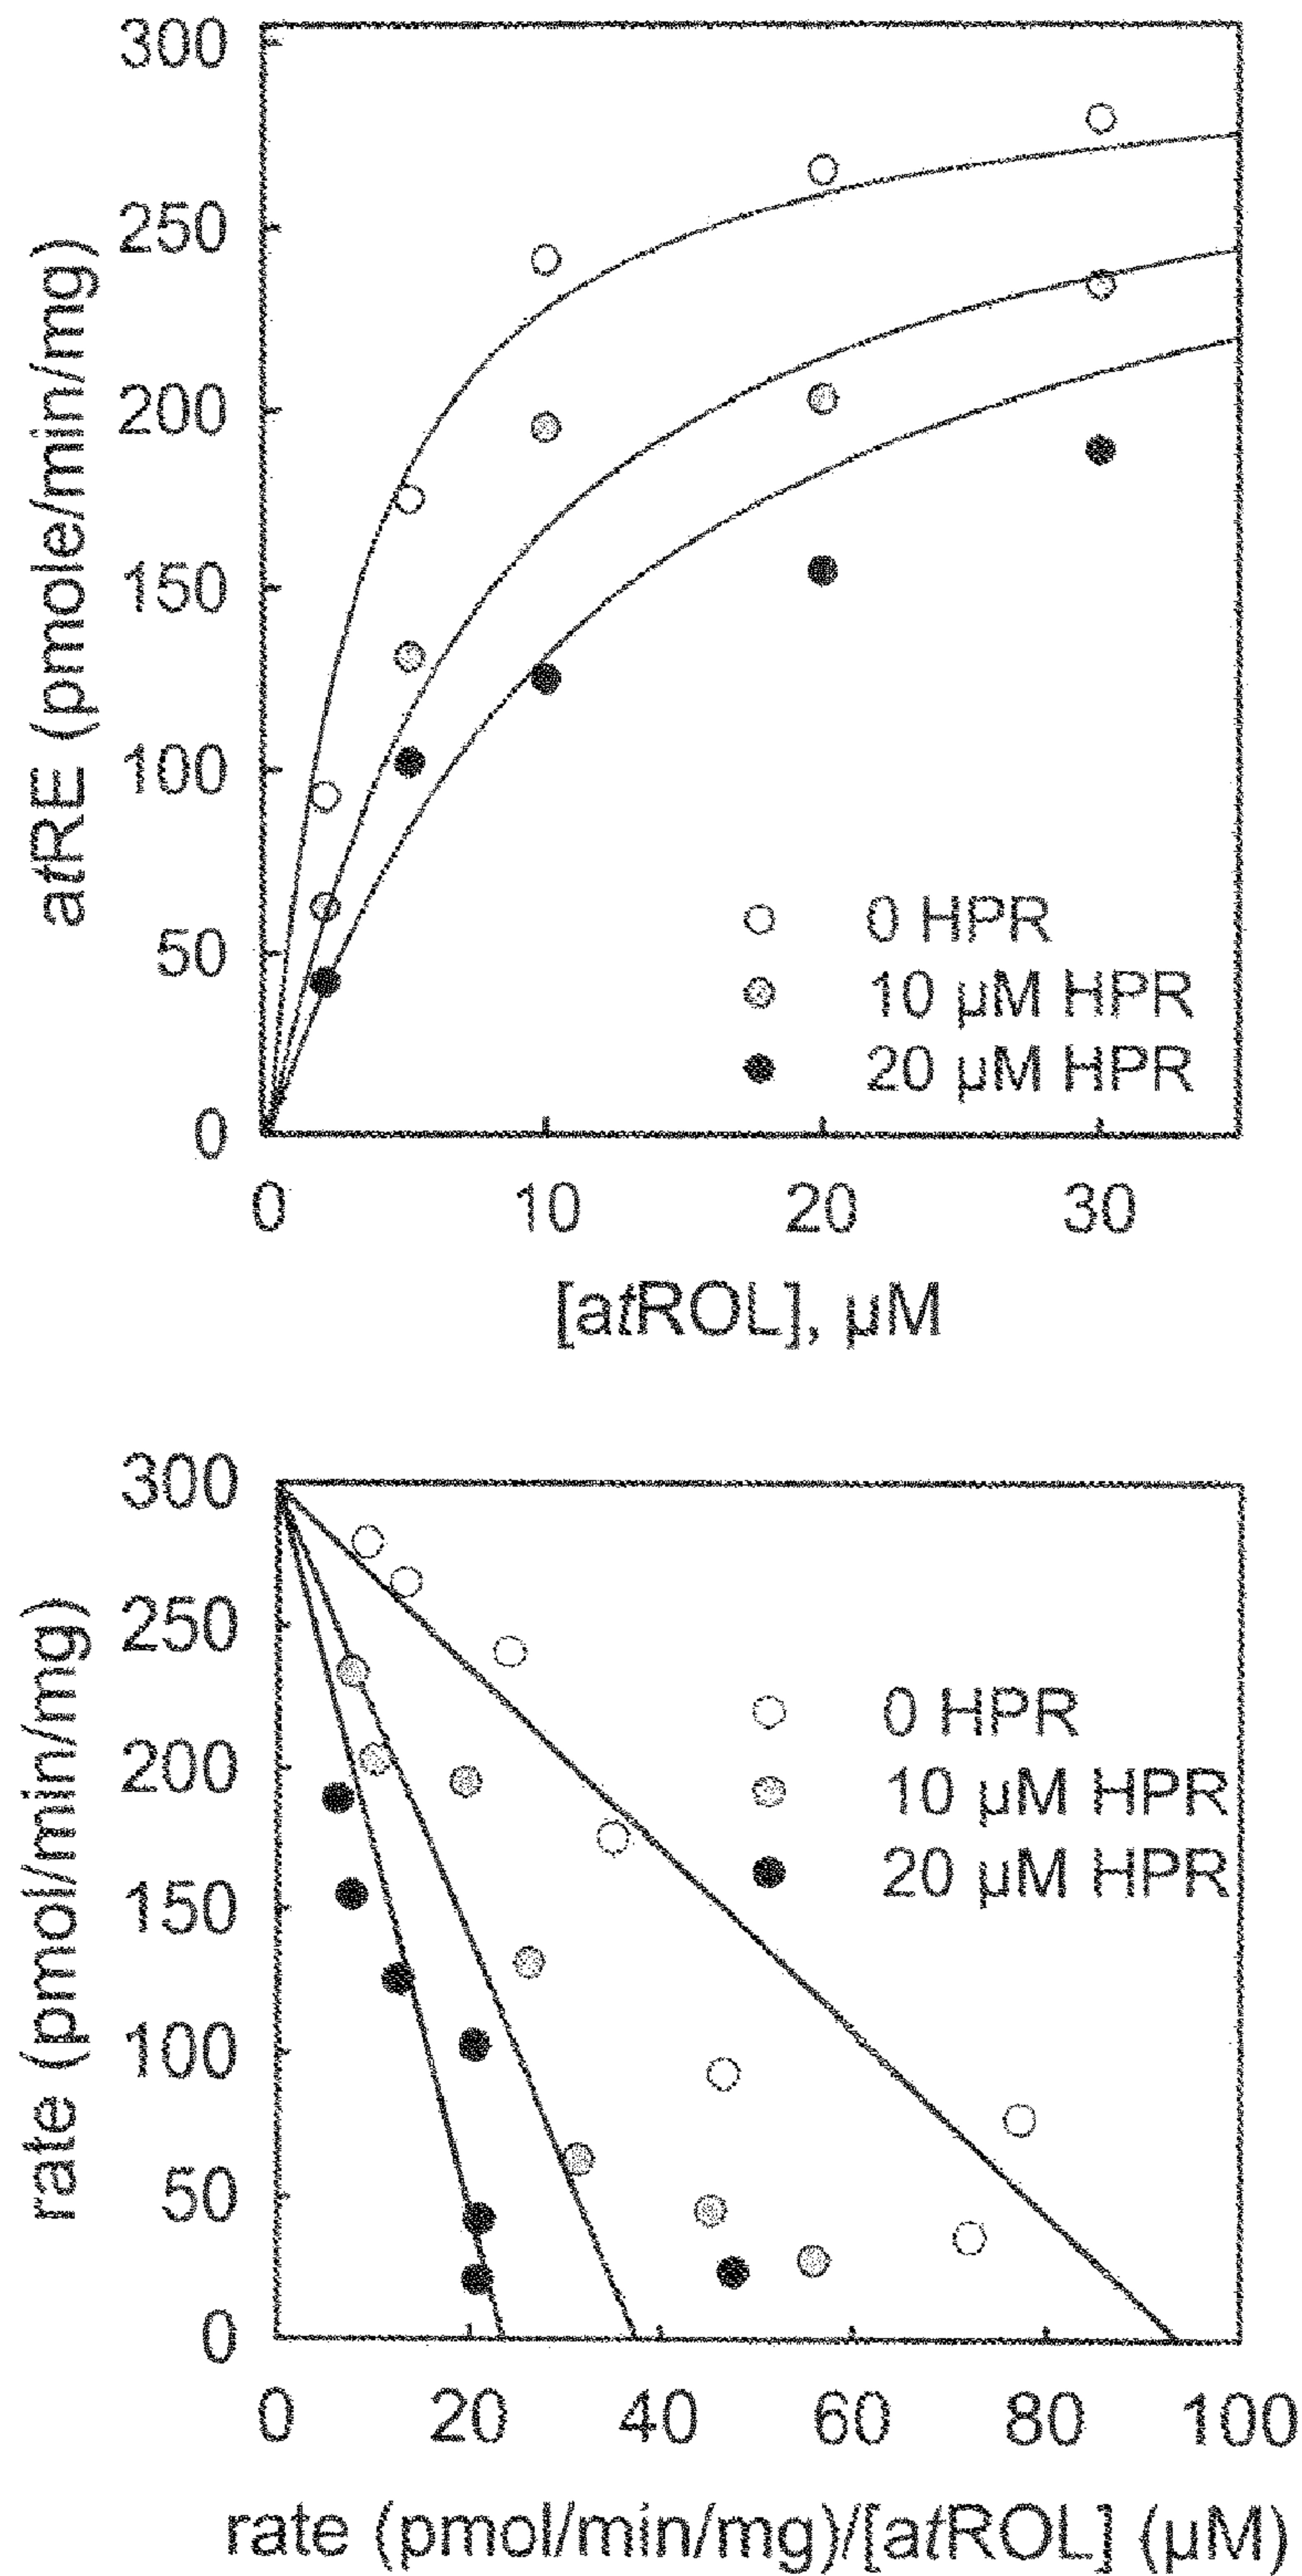 300
250
200
150
100
50
0
atRE (pmole/min/mg)
0 HPR
10 µM HPR
20 µM HPR
0 10 20 30
[atROL], µM
300
250
200
150
100
50
0
rate (pmol/min/mg)
0 HPR
10 µM HPR
20 µM HPR
0 20 40 60 80 100
rate (pmol/min/mg)/[atROL] (µM)